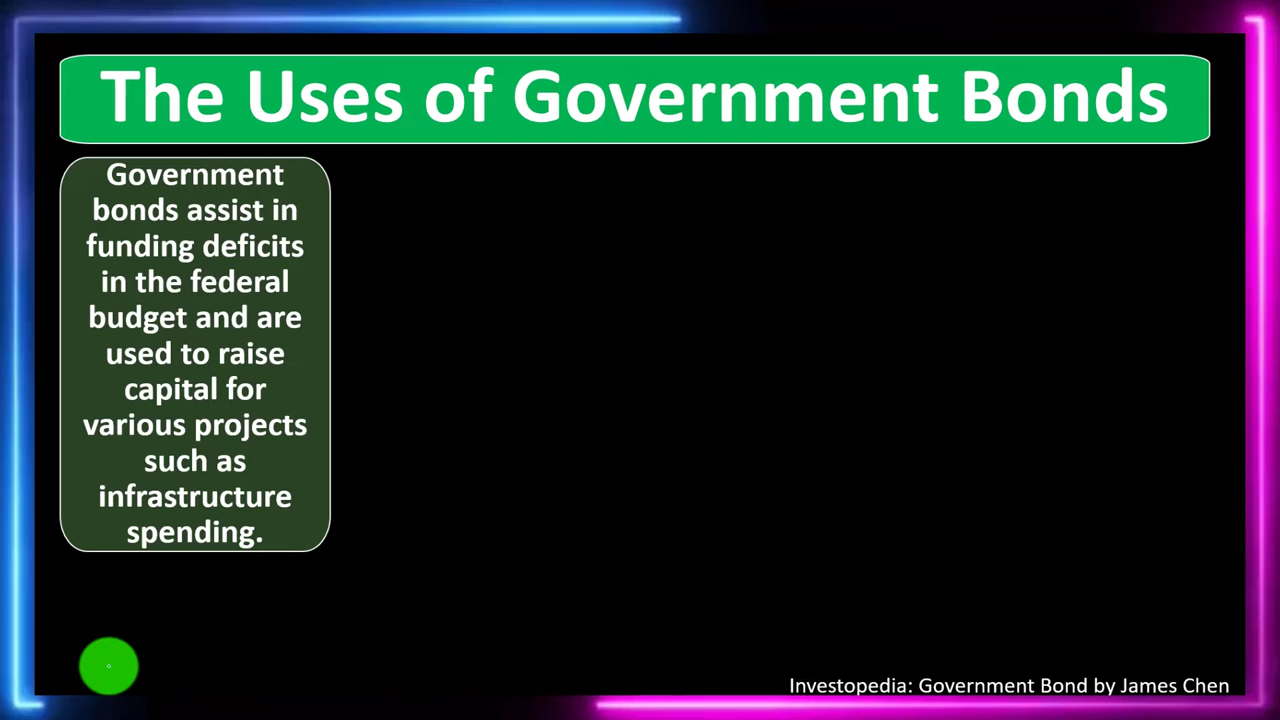 The Uses of Government Bonds
Government
bonds assist in
funding deficits
in the federal
budget and are
used to raise
capital for
various projects
such as
infrastructure
spending.
Investopedia: Government Bond by James Chen